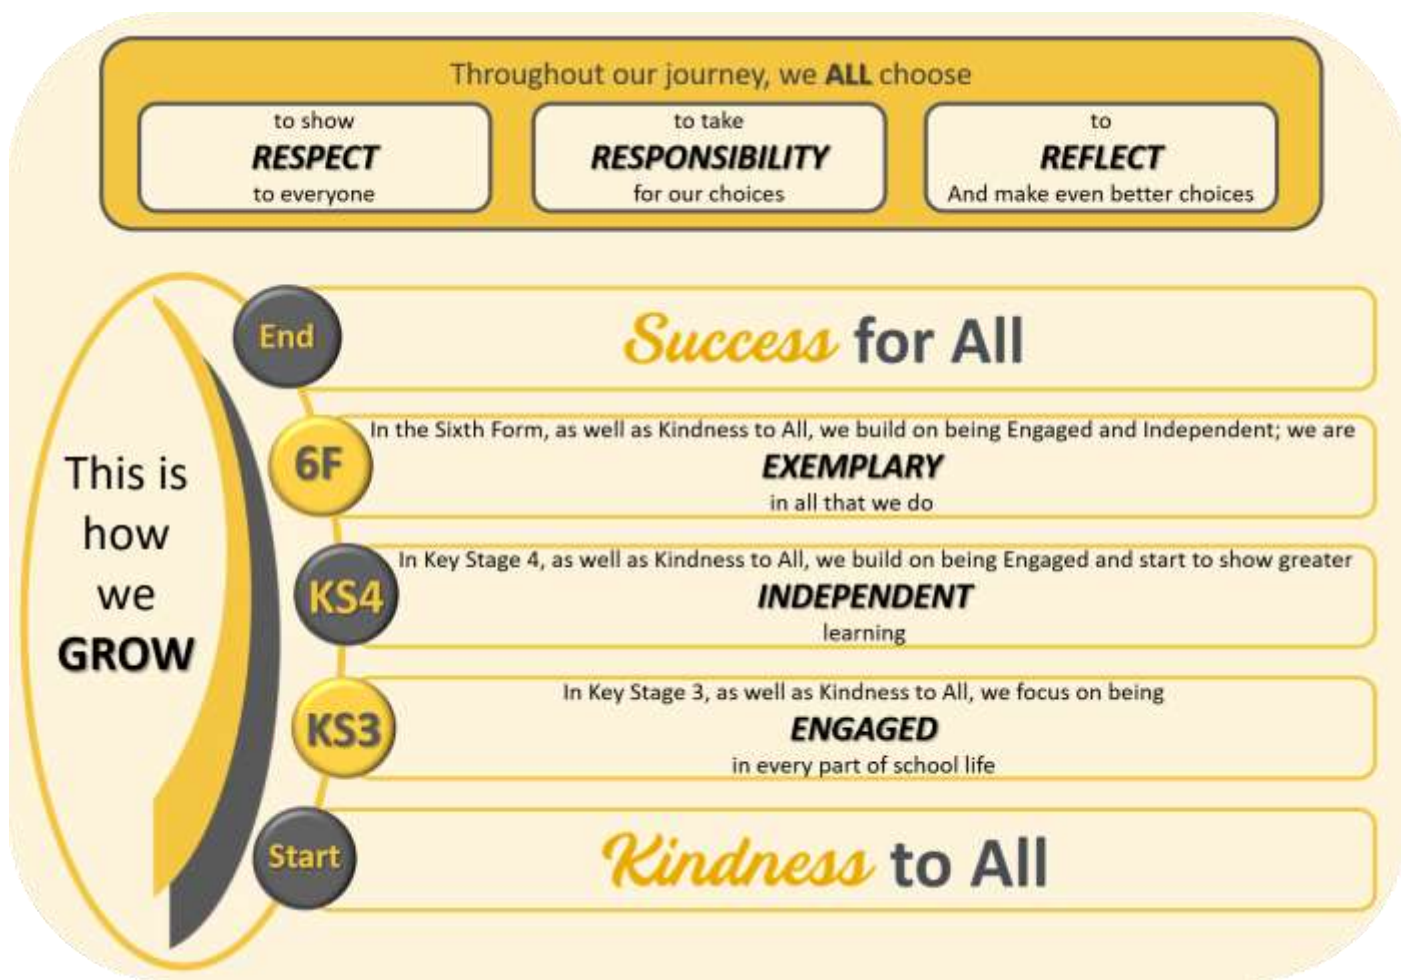 Throughout our journey, we ALL choose
to show
RESPECT
to everyone
to take
RESPONSIBILITY
for our choices
to
REFLECT
And make even better choices
This is
how
we
GROW
End
Success for All
6F
In the Sixth Form, as well as Kindness to All, we build on being Engaged and Independent; we are
EXEMPLARY
in all that we do
KS4
In Key Stage 4, as well as Kindness to All, we build on being Engaged and start to show greater
INDEPENDENT
learning
KS3
In Key Stage 3, as well as Kindness to All, we focus on being
ENGAGED
in every part of school life
Start
Kindness to All